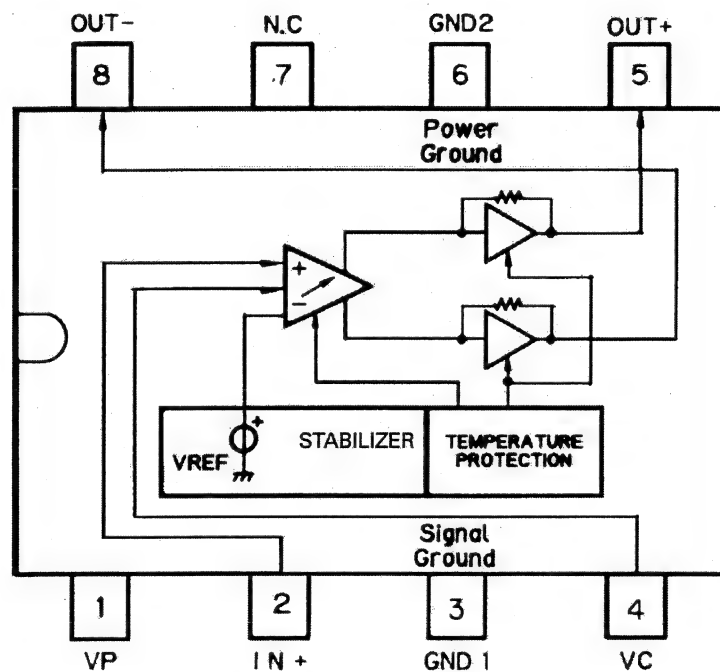 OUT- N.C GND2 OUT+
8 7 6 5
Power
Ground
+
-
+
VREF
STABILIZER
TEMPERATURE
PROTECTION
Signal
Ground
1 2 3 4
VP IN+ GND1 VC